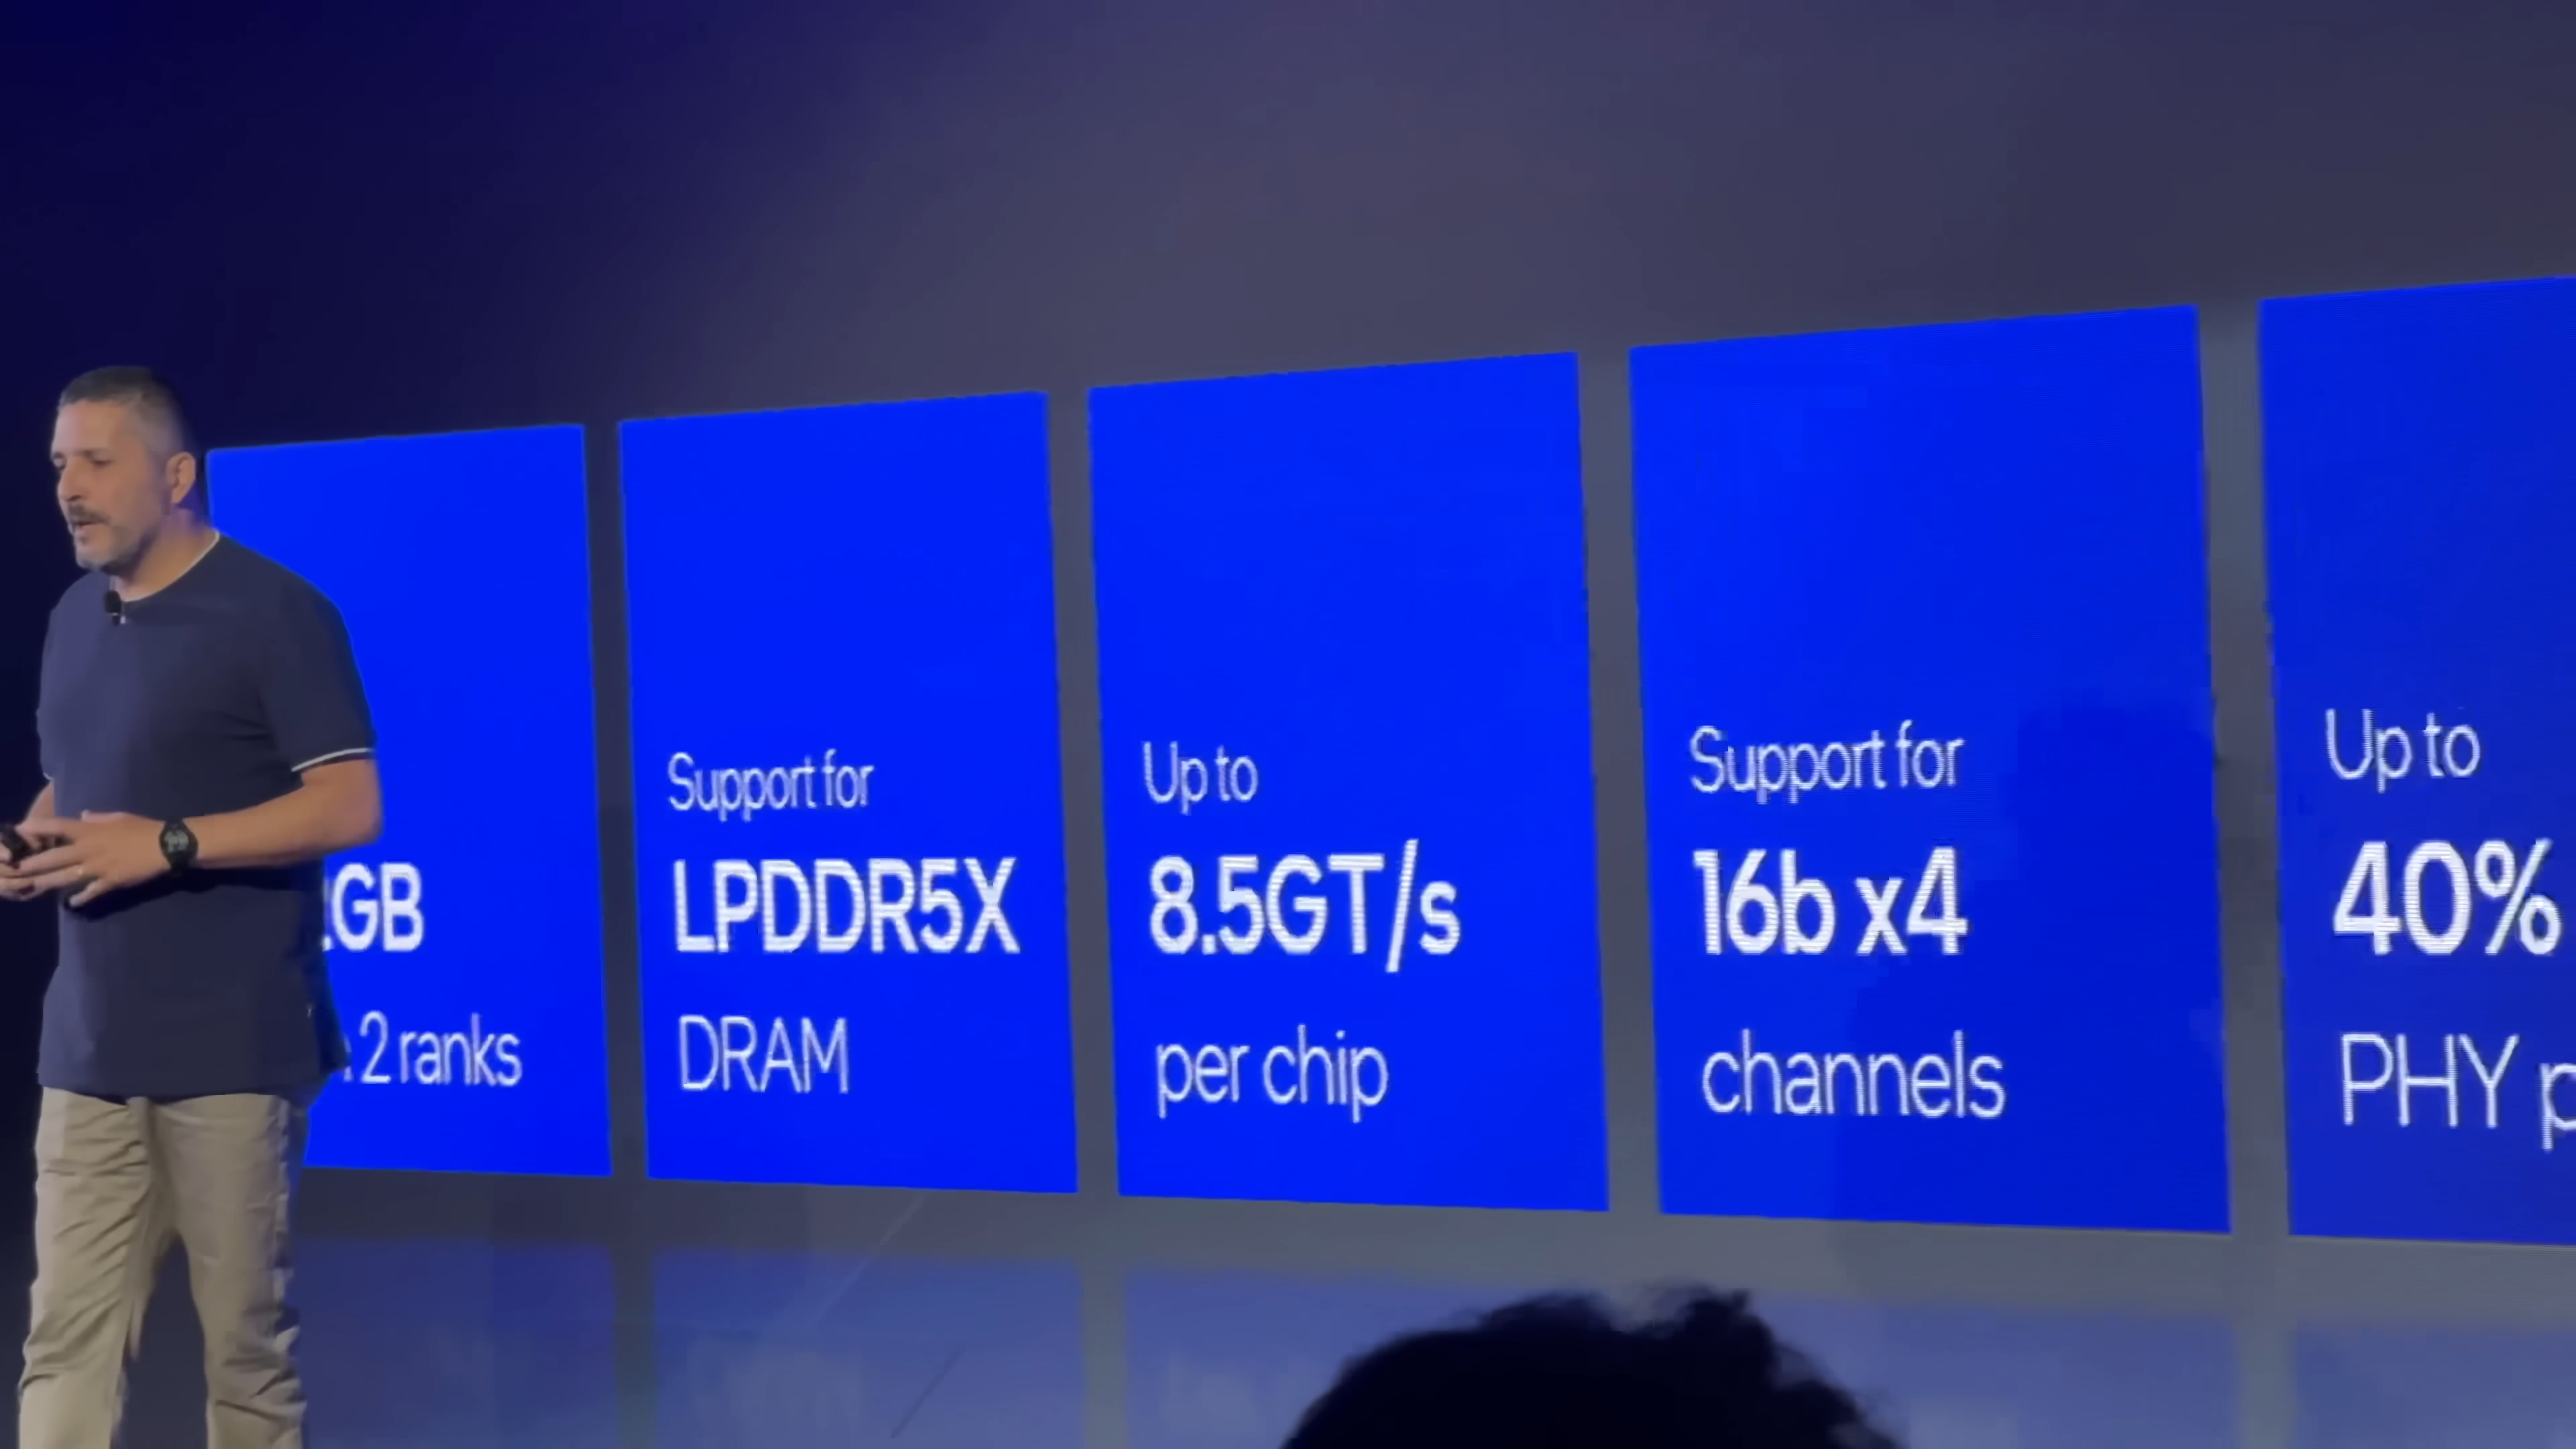 GB
2 ranks
Support for
LPDDR5X
DRAM
Up to
8.5GT/s
per chip
Support for
16b x4
channels
Up to
40%
PHY